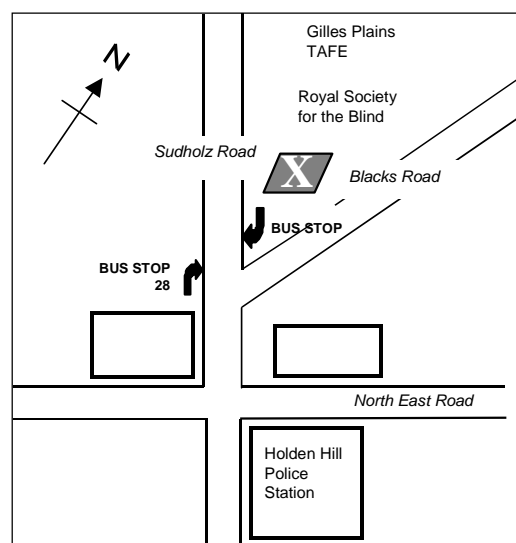 Gilles Plains
TAFE
N
Royal Society
for the Blind
Sudholz Road
X
Blacks Road
BUS STOP
BUS STOP
28
North East Road
Holden Hill
Police
Station